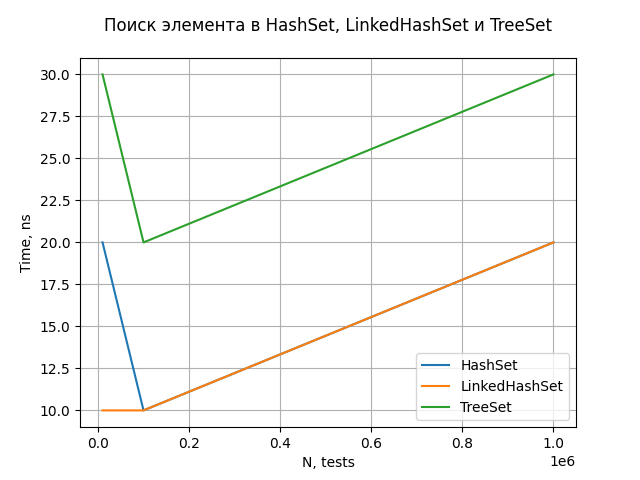 Поиск элемента в HashSet, LinkedHashSet и TreeSet
30.0
27.5
25.0
22.5
20.0
17.5
15.0
12.5
10.0
Time, ns
HashSet
LinkedHashSet
TreeSet
0.0 0.2 0.4 0.6 0.8 1.0
1e6
N, tests